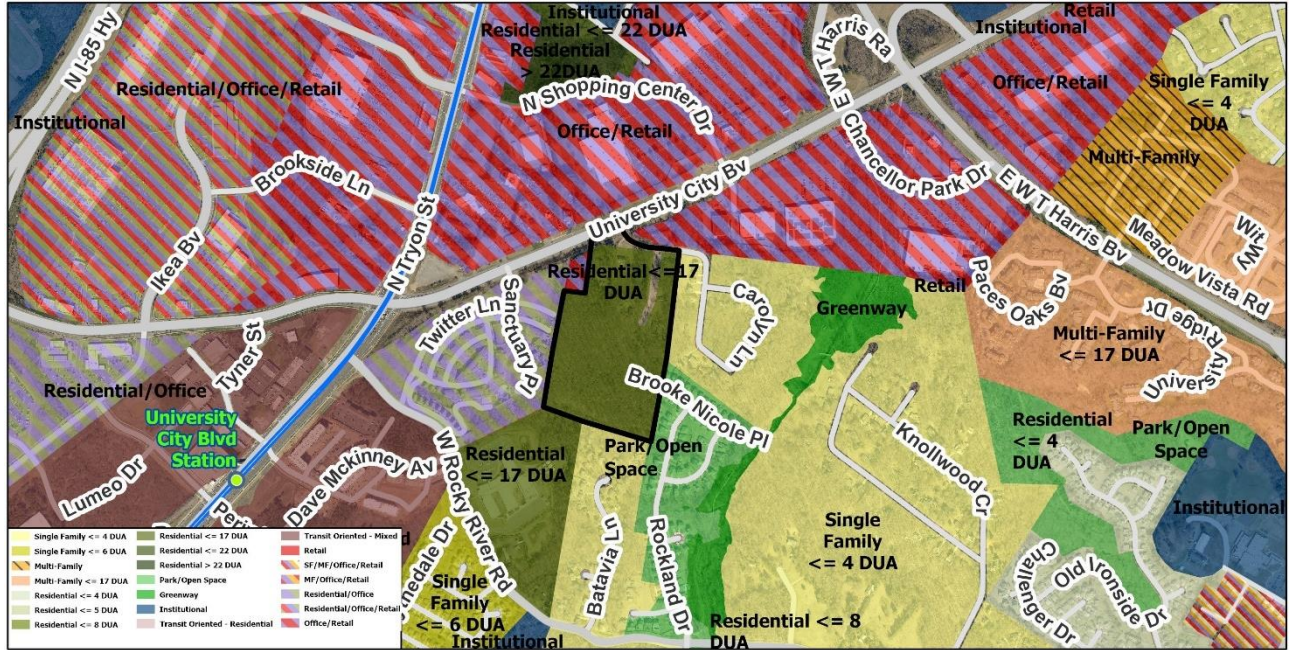 N I-85 Hy
Institutional
Residential <= 22 DUA
Residential
> 22DUA
Retail
Institutional
E W T Harris Ra
Residential/Office/Retail
N Shopping Center Dr
Office/Retail
Office/Retail
Single Family
<= 4
DUA
Institutional
Multi-Family
E Chancellor Park Dr
E W T Harris Bv
Brookside Ln
University City Bv
Ikea Bv
N Tryon St
Meadow Vista Rd
Wit Wy
Residential <=17
DUA
Sanctuary Pl
Twitter Ln
Carolyn Ln
Greenway
Retail
Paces Oaks Bv
Multi-Family
<= 17 DUA
University Ridge Dr
Tyner St
Residential/Office
University
City Blvd
Station
Brooke Nicole Pl
Knollwood Cr
Residential
<= 4
DUA
Park/Open
Space
Park/Open
Space
Residential
<= 17 DUA
W Rocky River Rd
Dave Mckinney Av
Lumeo Dr
Institutional
Single
Family
<= 4 DUA
Batavia Ln
Rockland Dr
Single
Family
<= 6 DUA
Residential <= 8
DUA
Institutional
Challenger Dr
Old Ironside Dr
Single Family <= 4 DUA
Single Family <= 6 DUA
Multi-Family
Multi-Family <= 17 DUA
Residential <= 4 DUA
Residential <= 5 DUA
Residential <= 8 DUA
Residential <= 17 DUA
Residential <= 22 DUA
Residential > 22 DUA
Park/Open Space
Greenway
Institutional
Transit Oriented - Residential
Transit Oriented - Mixed
Retail
SF/MF/Office/Retail
MF/Office/Retail
Residential/Office
Residential/Office/Retail
Office/Retail